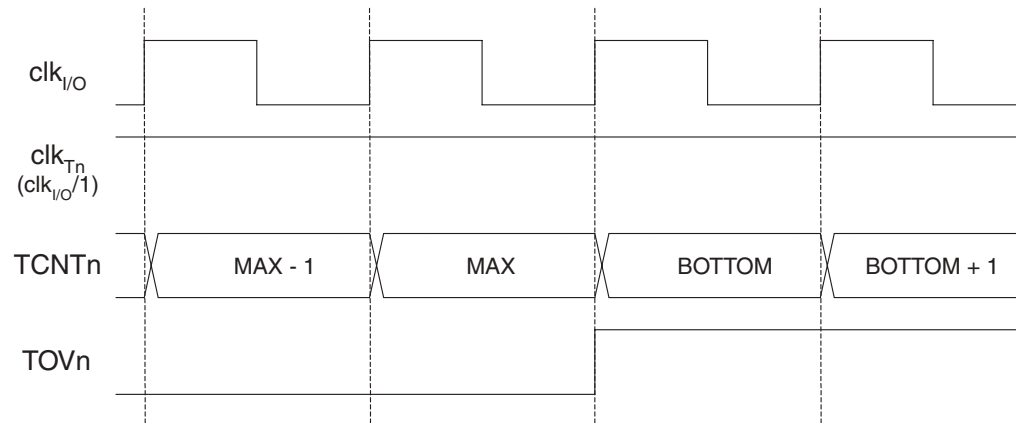 clkI/O
clkTn
(clkI/O/1)
TCNTn
MAX - 1
MAX
BOTTOM
BOTTOM + 1
TOVn